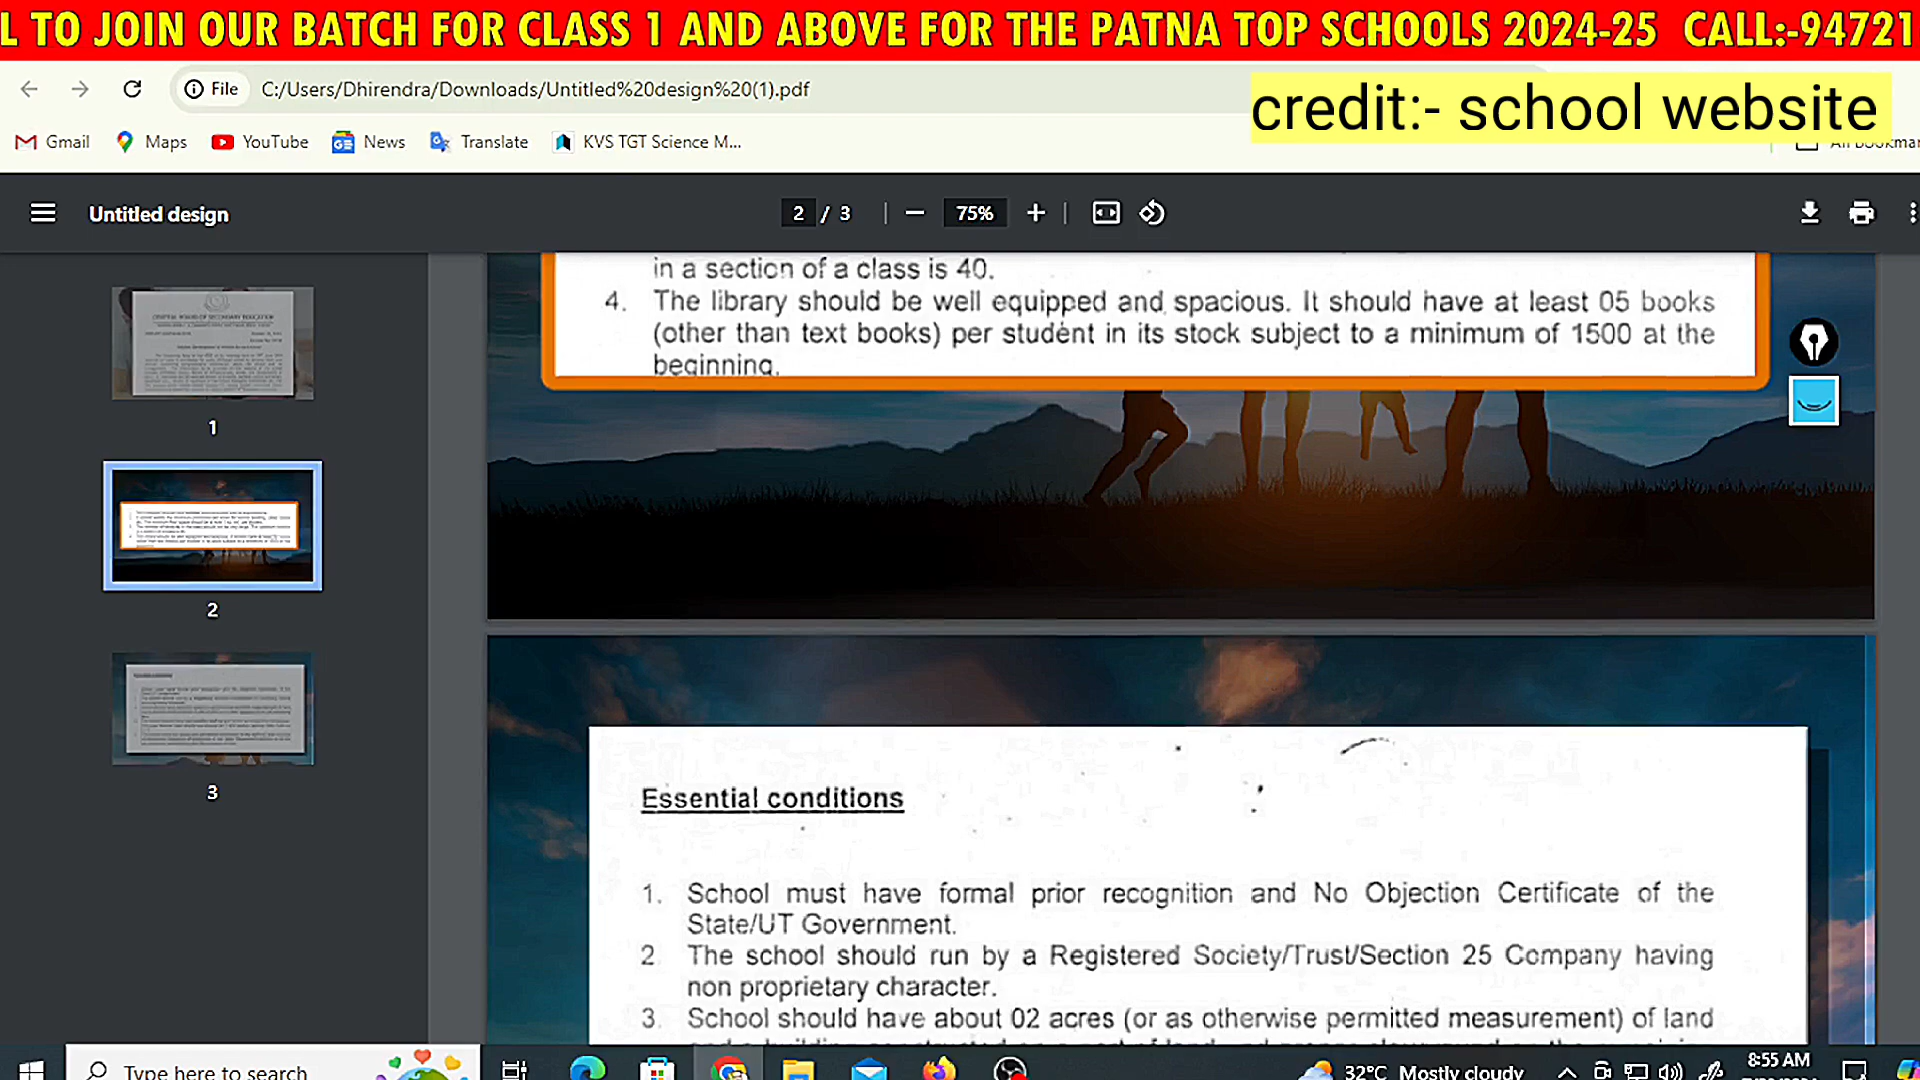 L TO JOIN OUR BATCH FOR CLASS 1 AND ABOVE FOR THE PATNA TOP SCHOOLS 2024-25 CALL:-94721
File C:/Users/Dhirendra/Downloads/Untitled%20design%20(1).pdf
credit:- school website
Gmail Maps YouTube News Translate KVS TGT Science M...
Untitled design 2 / 3 75%
in a section of a class is 40.
4. The library should be well equipped and spacious. It should have at least 05 books
(other than text books) per student in its stock subject to a minimum of 1500 at the
beginning.
1
2
3
Essential conditions
1. School must have formal prior recognition and No Objection Certificate of the
State/UT Government.
2. The school should run by a Registered Society/Trust/Section 25 Company having
non proprietary character.
3. School should have about 02 acres (or as otherwise permitted measurement) of land
Type here to search
32°C Mostly cloudy
8:55 AM